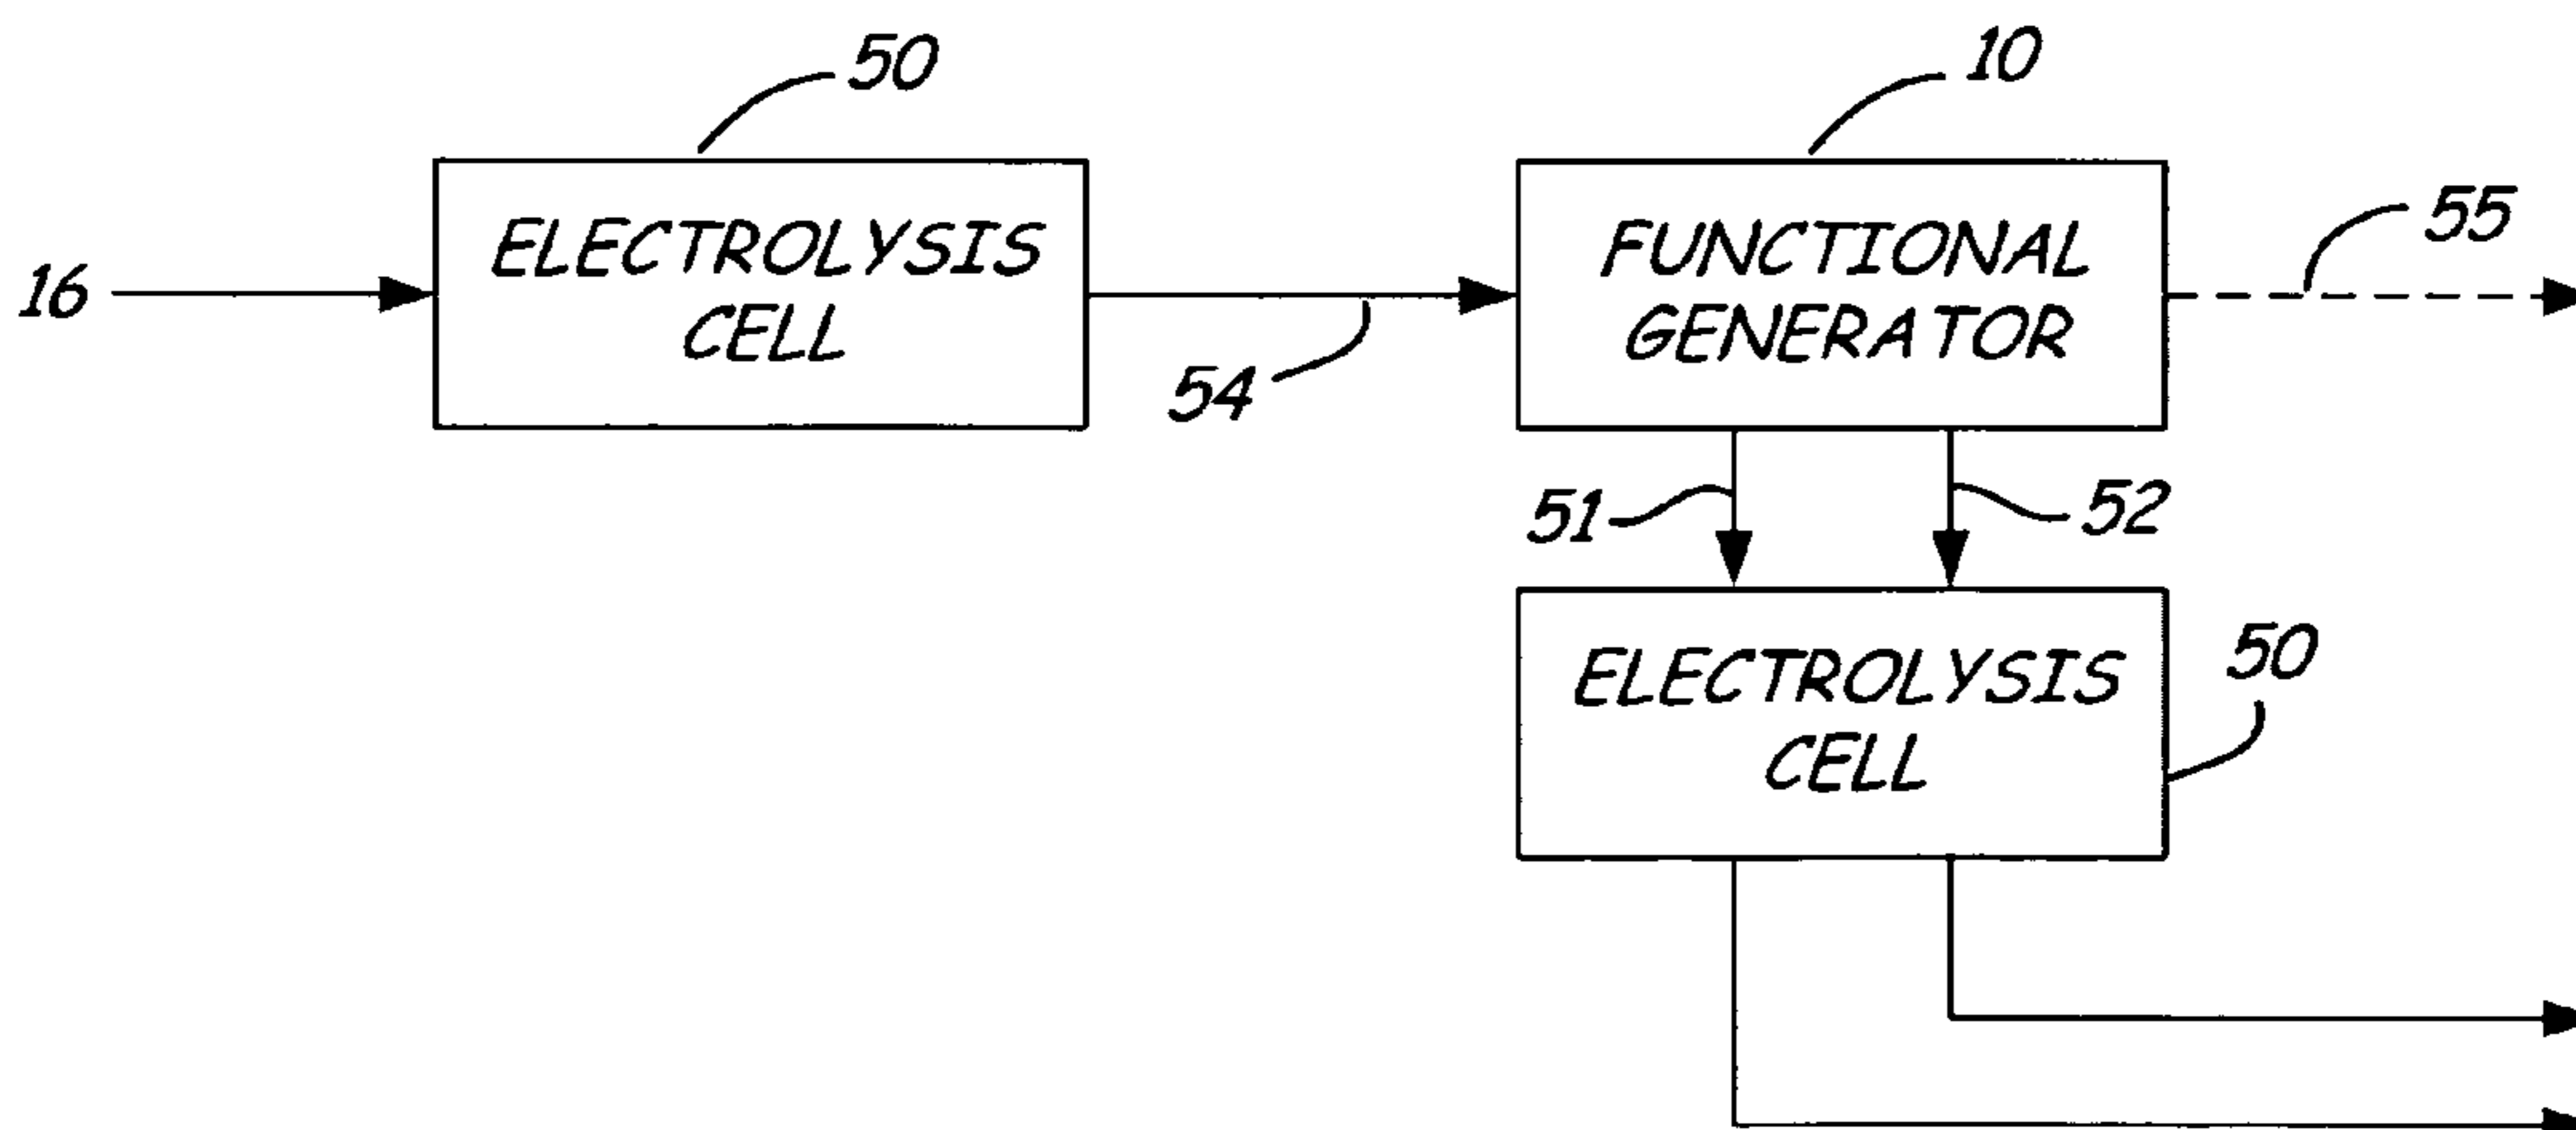 50
10
ELECTROLYSIS
CELL
FUNCTIONAL
GENERATOR
55
16
54
51
52
ELECTROLYSIS
CELL
50